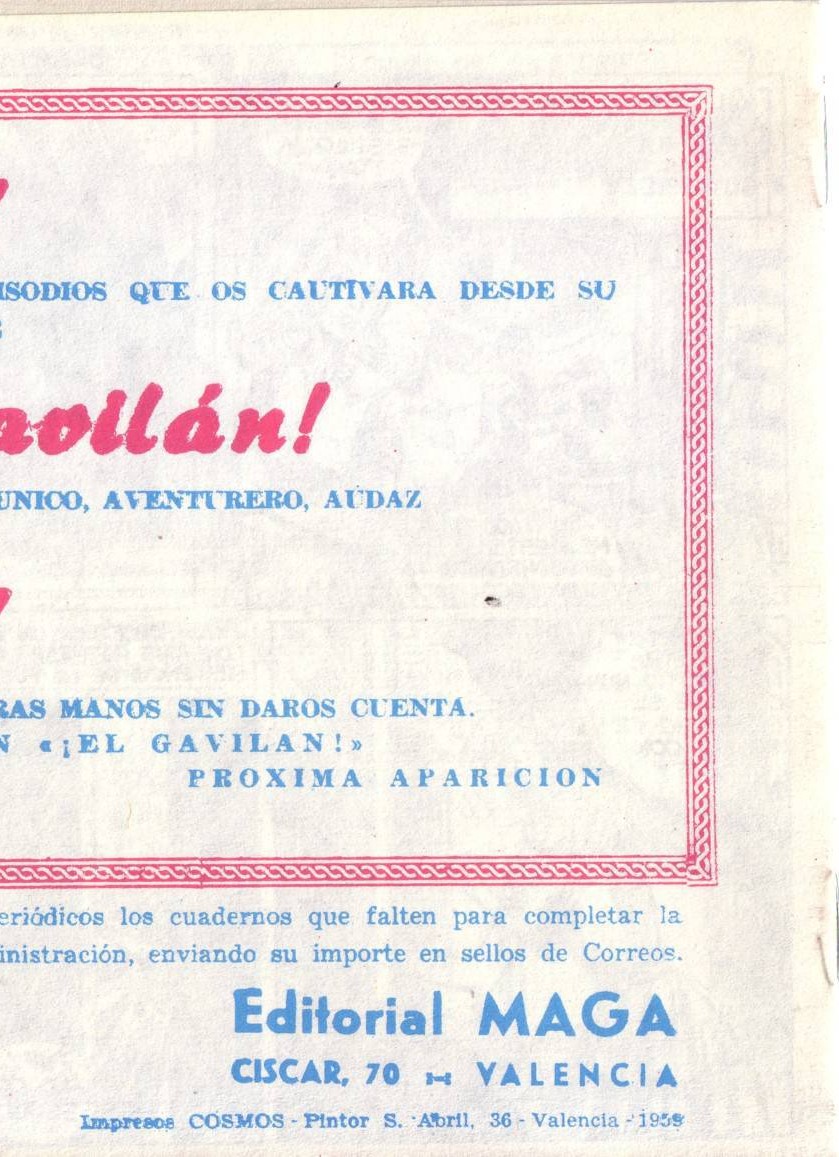 ISODIOS QUE OS CAUTIVARA DESDE SU
avilán!
UNICO, AVENTURERO, AUDAZ
RAS MANOS SIN DAROS CUENTA.
N «¡EL GAVILAN!»
PROXIMA APARICION
eriódicos los cuadernos que falten para completar la
inistración, enviando su importe en sellos de Correos.
Editorial MAGA
CISCAR, 70 - VALENCIA
Impresos COSMOS - Pintor S. Abril, 36 - Valencia - 1959